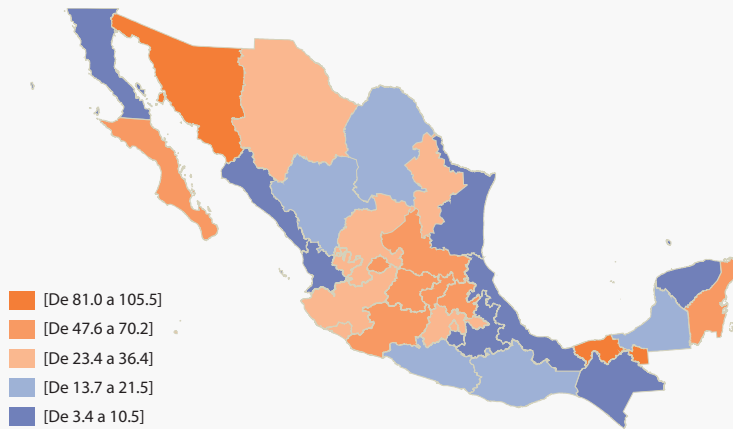 [De 81.0 a 105.5]
[De 47.6 a 70.2]
[De 23.4 a 36.4]
[De 13.7 a 21.5]
[De 3.4 a 10.5]